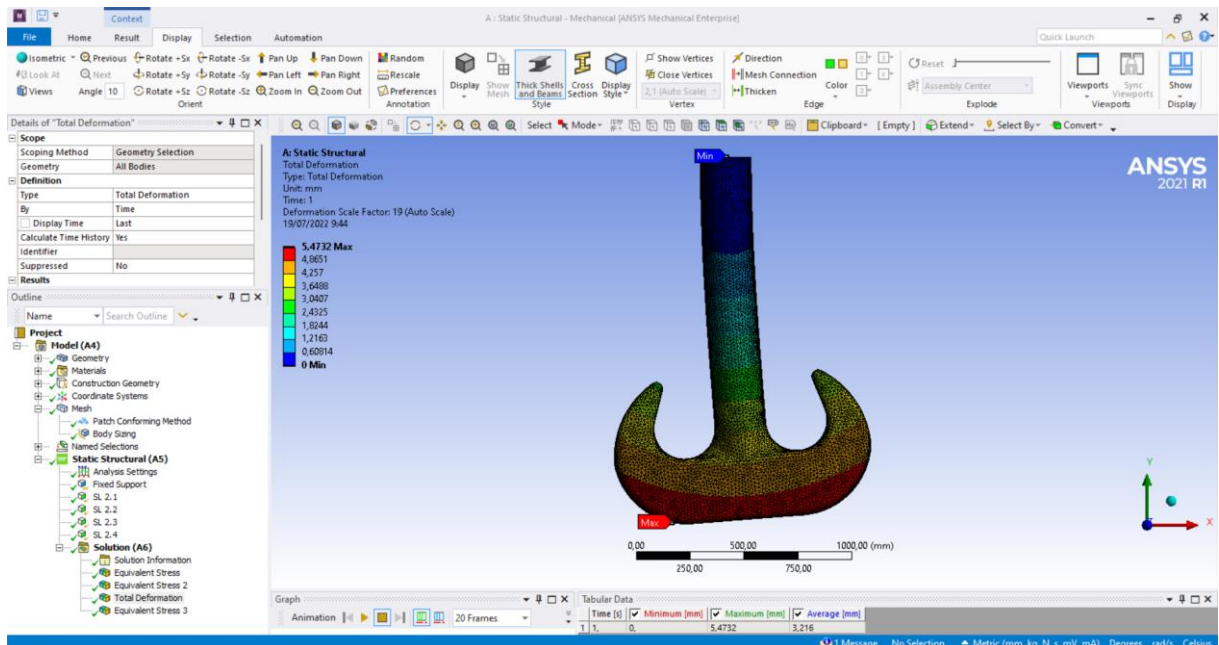 Context
A : Static Structural - Mechanical [ANSYS Mechanical Enterprise]
File Home Result Display Selection Automation
Quick Launch
Isometric Previous Rotate +Sx Rotate -Sx Pan Up Pan Down Random
Look At Next Rotate +Sy Rotate -Sy Pan Left Pan Right Rescale
Views Angle 10 Rotate +Sz Rotate -Sz Zoom In Zoom Out Preferences
Orient Annotation
Display Show Mesh Thick Shells and Beams Cross Section Display Style
Style
Show Vertices
Close Vertices
2,1 (Auto Scale)
Vertex
Direction
Mesh Connection
Thicken
Color
Edge
Reset
Assembly Center
Explode
Viewports Sync Viewports
Viewports
Show
Display
Details of "Total Deformation"
Select Mode Clipboard [Empty] Extend Select By Convert
Scope
Scoping Method Geometry Selection
Geometry All Bodies
Definition
Type Total Deformation
By Time
Display Time Last
Calculate Time History Yes
Identifier
Suppressed No
Results
Outline
Name Search Outline
Project
Model (A4)
Geometry
Materials
Construction Geometry
Coordinate Systems
Mesh
Patch Conforming Method
Body Sizing
Named Selections
Static Structural (A5)
Analysis Settings
Fixed Support
SL 2.1
SL 2.2
SL 2.3
SL 2.4
Solution (A6)
Solution Information
Equivalent Stress
Equivalent Stress 2
Total Deformation
Equivalent Stress 3
A: Static Structural
Total Deformation
Type: Total Deformation
Unit: mm
Time: 1
Deformation Scale Factor: 19 (Auto Scale)
19/07/2022 9:44
5,4732 Max
4,8651
4,257
3,6488
3,0407
2,4325
1,8244
1,2163
0,60814
0 Min
Min
Max
ANSYS
2021 R1
Y
X
0,00 500,00 1000,00 (mm)
250,00 750,00
Graph
Animation 20 Frames
Tabular Data
Time [s] Minimum [mm] Maximum [mm] Average [mm]
1 1, 0, 5,4732 3,216
1 Message No Selection Metric (mm, kg, N, s, mV, mA) Degrees rad/s Celsius